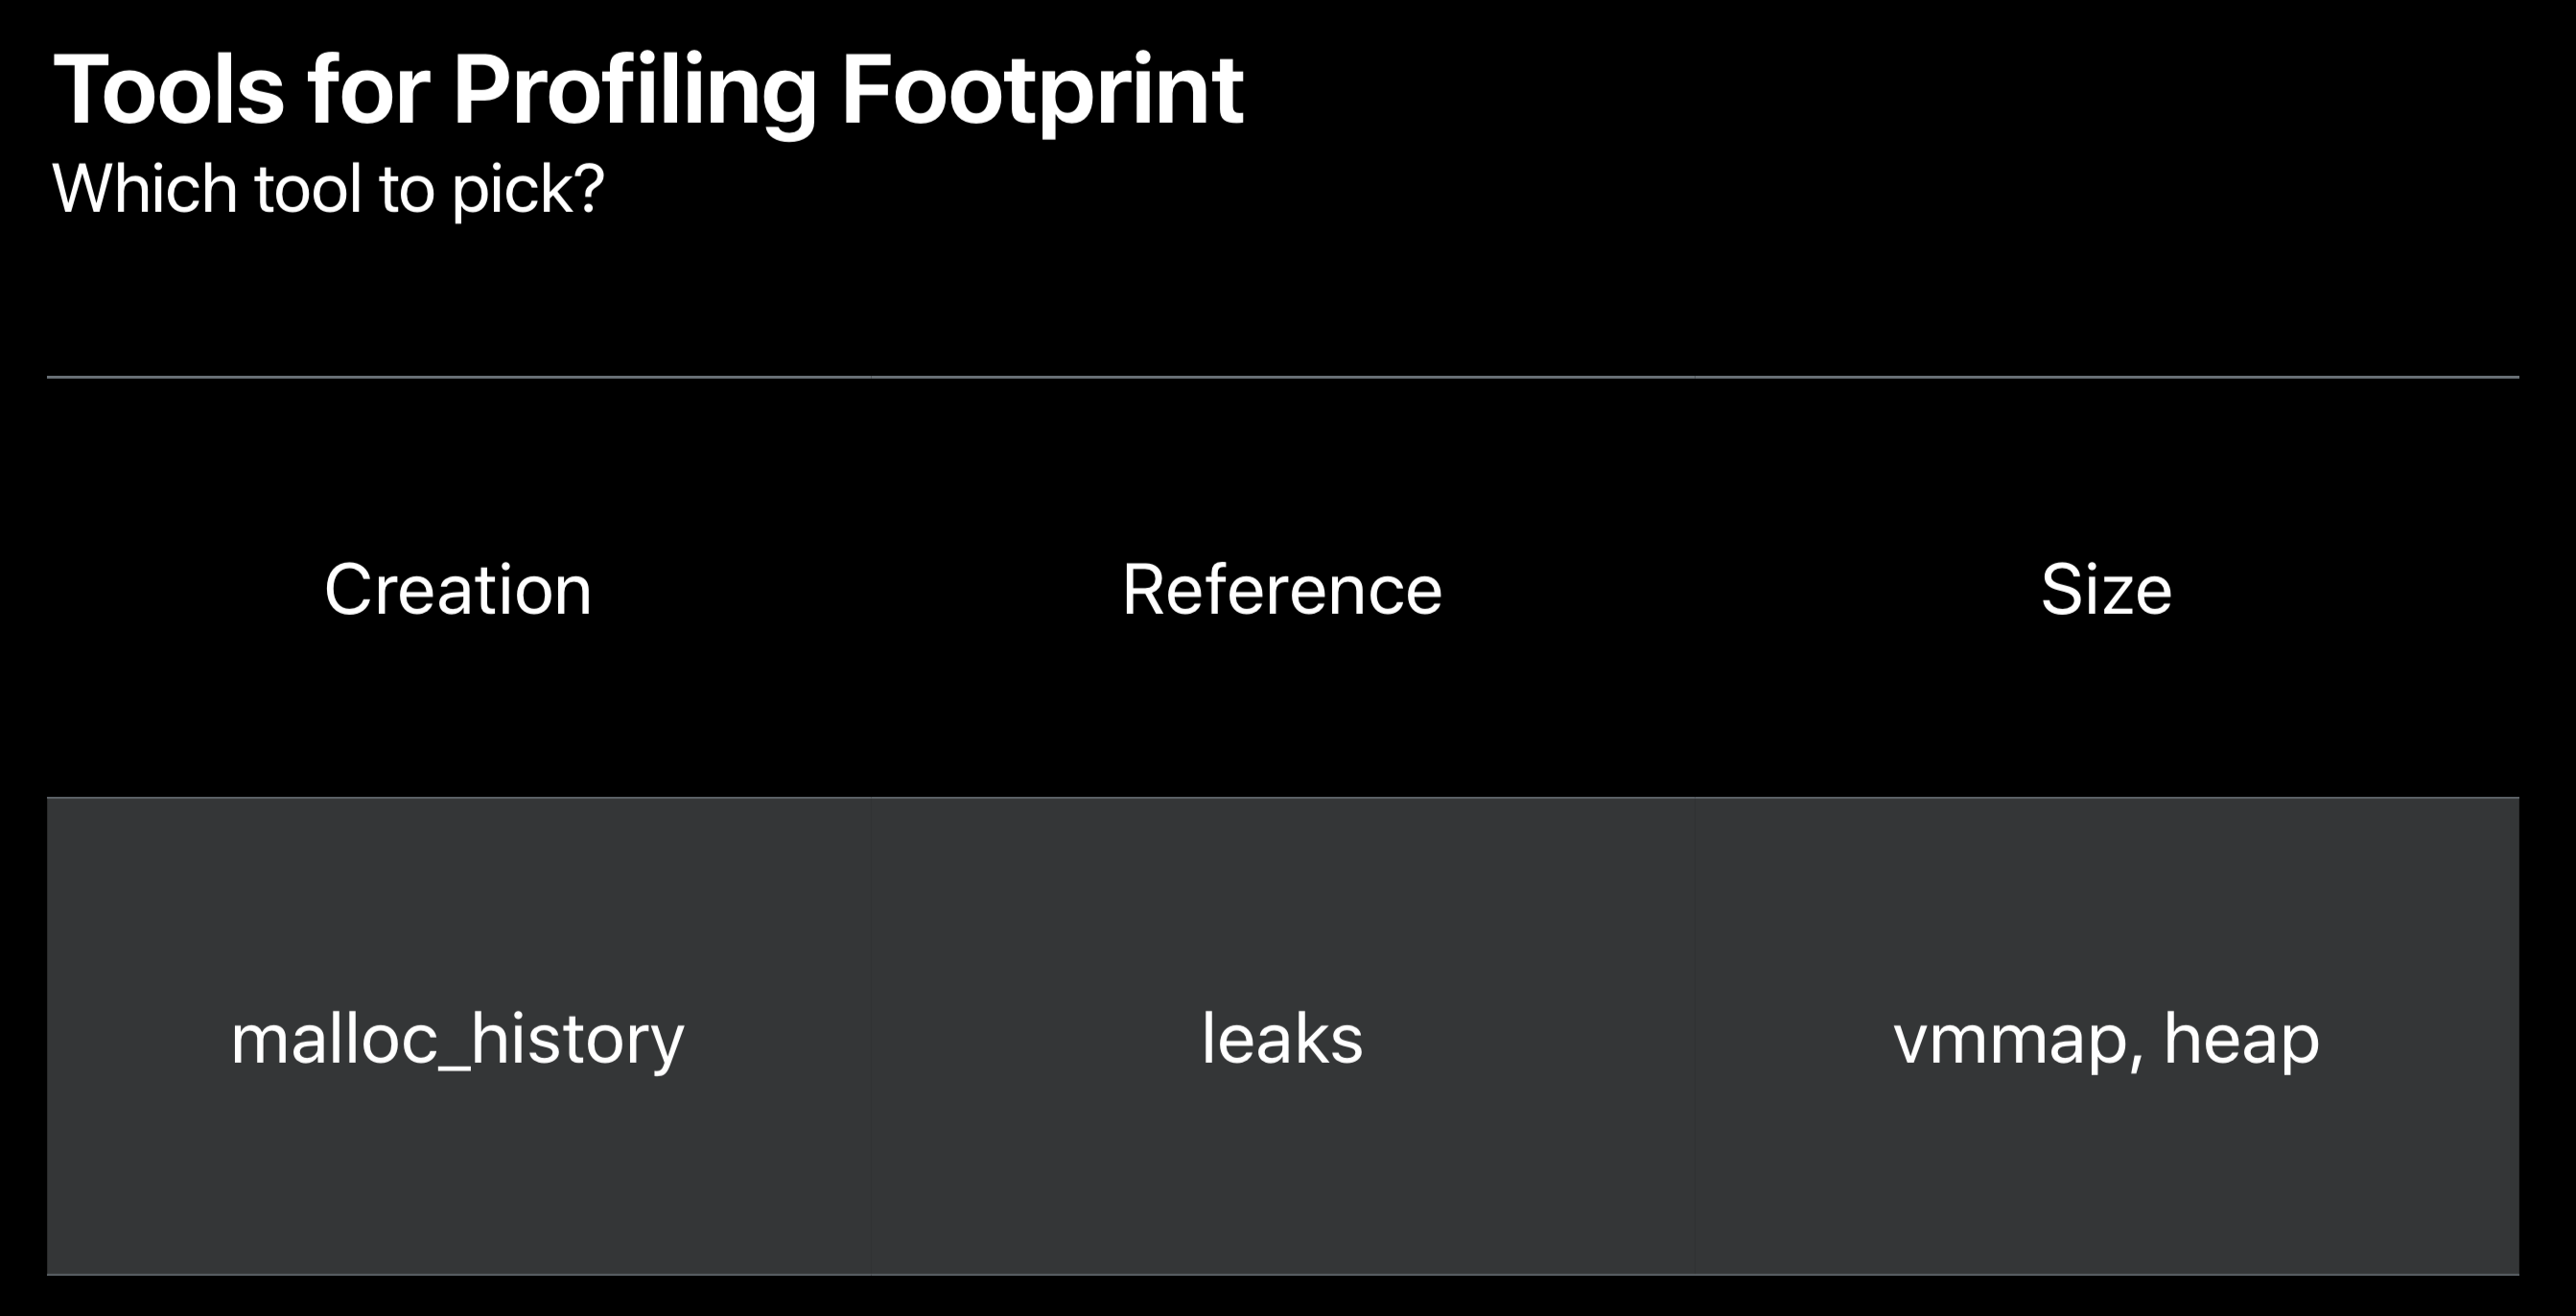 Tools for Profiling Footprint
Which tool to pick?
Creation Reference Size
malloc_history leaks vmmap, heap